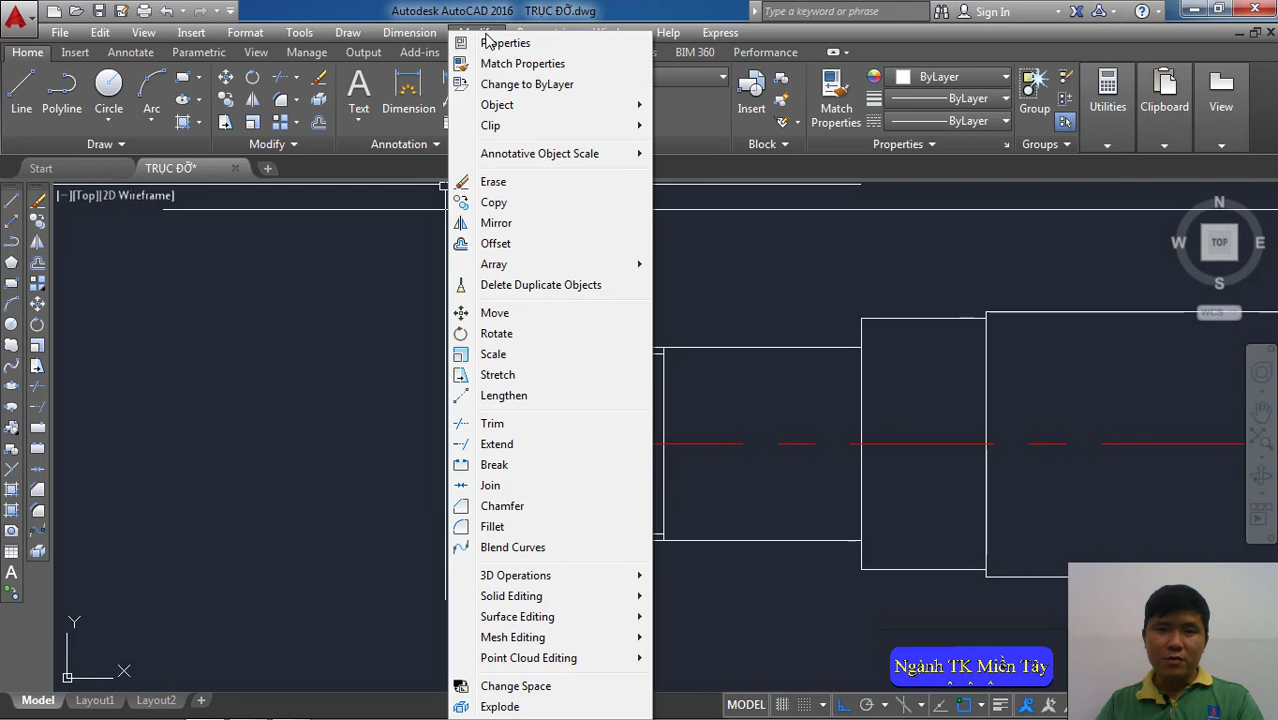 Autodesk AutoCAD 2016 TRỤC ĐỠ.dwg
Type a keyword or phrase
Sign In
File Edit View Insert Format Tools Draw Dimension Help Express
Home Insert Annotate Parametric View Manage Output Add-ins BIM 360 Performance
Line Polyline Circle Arc Text Dimension Insert Match Properties Group Utilities Clipboard View
ByLayer
ByLayer
ByLayer
Draw Modify Annotation Block Properties Groups
Start TRỤC ĐỠ*
[−][Top][2D Wireframe]
Properties
Match Properties
Change to ByLayer
Object
Clip
Annotative Object Scale
Erase
Copy
Mirror
Offset
Array
Delete Duplicate Objects
Move
Rotate
Scale
Stretch
Lengthen
Trim
Extend
Break
Join
Chamfer
Fillet
Blend Curves
3D Operations
Solid Editing
Surface Editing
Mesh Editing
Point Cloud Editing
Change Space
Explode
N
W TOP E
S
WCS
Y
X
Ngành TK Miền Tây
Model Layout1 Layout2
MODEL 1:1